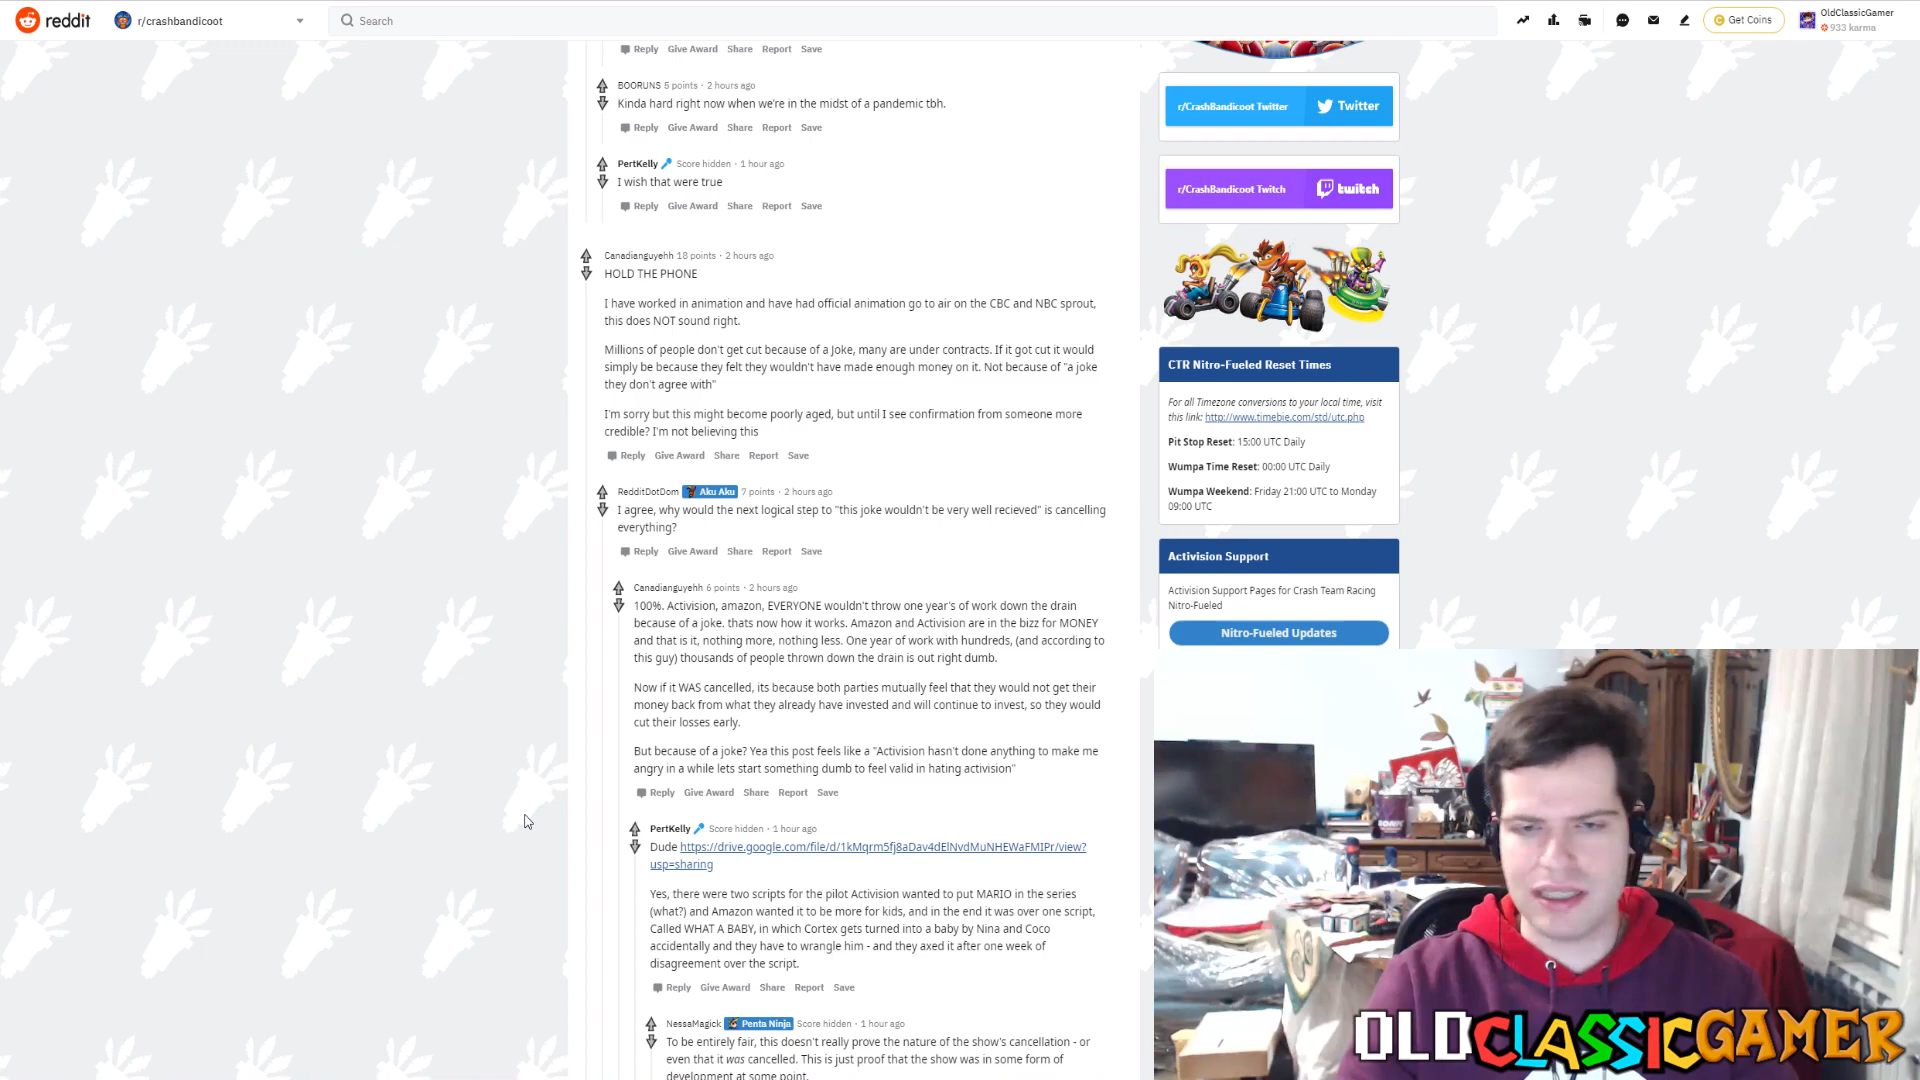 reddit
r/crashbandicoot
Search
Get Coins
OldClassicGamer
933 karma
Reply Give Award Share Report Save
BOORUNS 5 points · 2 hours ago
Kinda hard right now when we're in the midst of a pandemic tbh.
Reply Give Award Share Report Save
PertKelly Score hidden · 1 hour ago
I wish that were true
Reply Give Award Share Report Save
Canadianguyehh 18 points · 2 hours ago
HOLD THE PHONE
I have worked in animation and have had official animation go to air on the CBC and NBC sprout,
this does NOT sound right.
Millions of people don't get cut because of a Joke, many are under contracts. If it got cut it would
simply be because they felt they wouldn't have made enough money on it. Not because of "a joke
they don't agree with"
I'm sorry but this might become poorly aged, but until I see confirmation from someone more
credible? I'm not believing this
Reply Give Award Share Report Save
RedditDotDom Aku Aku 7 points · 2 hours ago
I agree, why would the next logical step to "this joke wouldn't be very well recieved" is cancelling
everything?
Reply Give Award Share Report Save
Canadianguyehh 6 points · 2 hours ago
100%. Activision, amazon, EVERYONE wouldn't throw one year's of work down the drain
because of a joke. thats now how it works. Amazon and Activision are in the bizz for MONEY
and that is it, nothing more, nothing less. One year of work with hundreds, (and according to
this guy) thousands of people thrown down the drain is out right dumb.
Now if it WAS cancelled, its because both parties mutually feel that they would not get their
money back from what they already have invested and will continue to invest, so they would
cut their losses early.
But because of a joke? Yea this post feels like a "Activision hasn't done anything to make me
angry in a while lets start something dumb to feel valid in hating activision"
Reply Give Award Share Report Save
PertKelly Score hidden · 1 hour ago
Dude https://drive.google.com/file/d/1kMqrm5fj8aDav4dElNvdMuNHEWaFMIPr/view?
usp=sharing
Yes, there were two scripts for the pilot Activision wanted to put MARIO in the series
(what?) and Amazon wanted it to be more for kids, and in the end it was over one script,
Called WHAT A BABY, in which Cortex gets turned into a baby by Nina and Coco
accidentally and they have to wrangle him - and they axed it after one week of
disagreement over the script.
Reply Give Award Share Report Save
NessaMagick Penta Ninja Score hidden · 1 hour ago
To be entirely fair, this doesn't really prove the nature of the show's cancellation - or
even that it was cancelled. This is just proof that the show was in some form of
development at some point.
r/CrashBandicoot Twitter Twitter
r/CrashBandicoot Twitch twitch
CTR Nitro-Fueled Reset Times
For all Timezone conversions to your local time, visit
this link: http://www.timebie.com/std/utc.php
Pit Stop Reset: 15:00 UTC Daily
Wumpa Time Reset: 00:00 UTC Daily
Wumpa Weekend: Friday 21:00 UTC to Monday
09:00 UTC
Activision Support
Activision Support Pages for Crash Team Racing
Nitro-Fueled
Nitro-Fueled Updates
OLDCLASSICGAMER